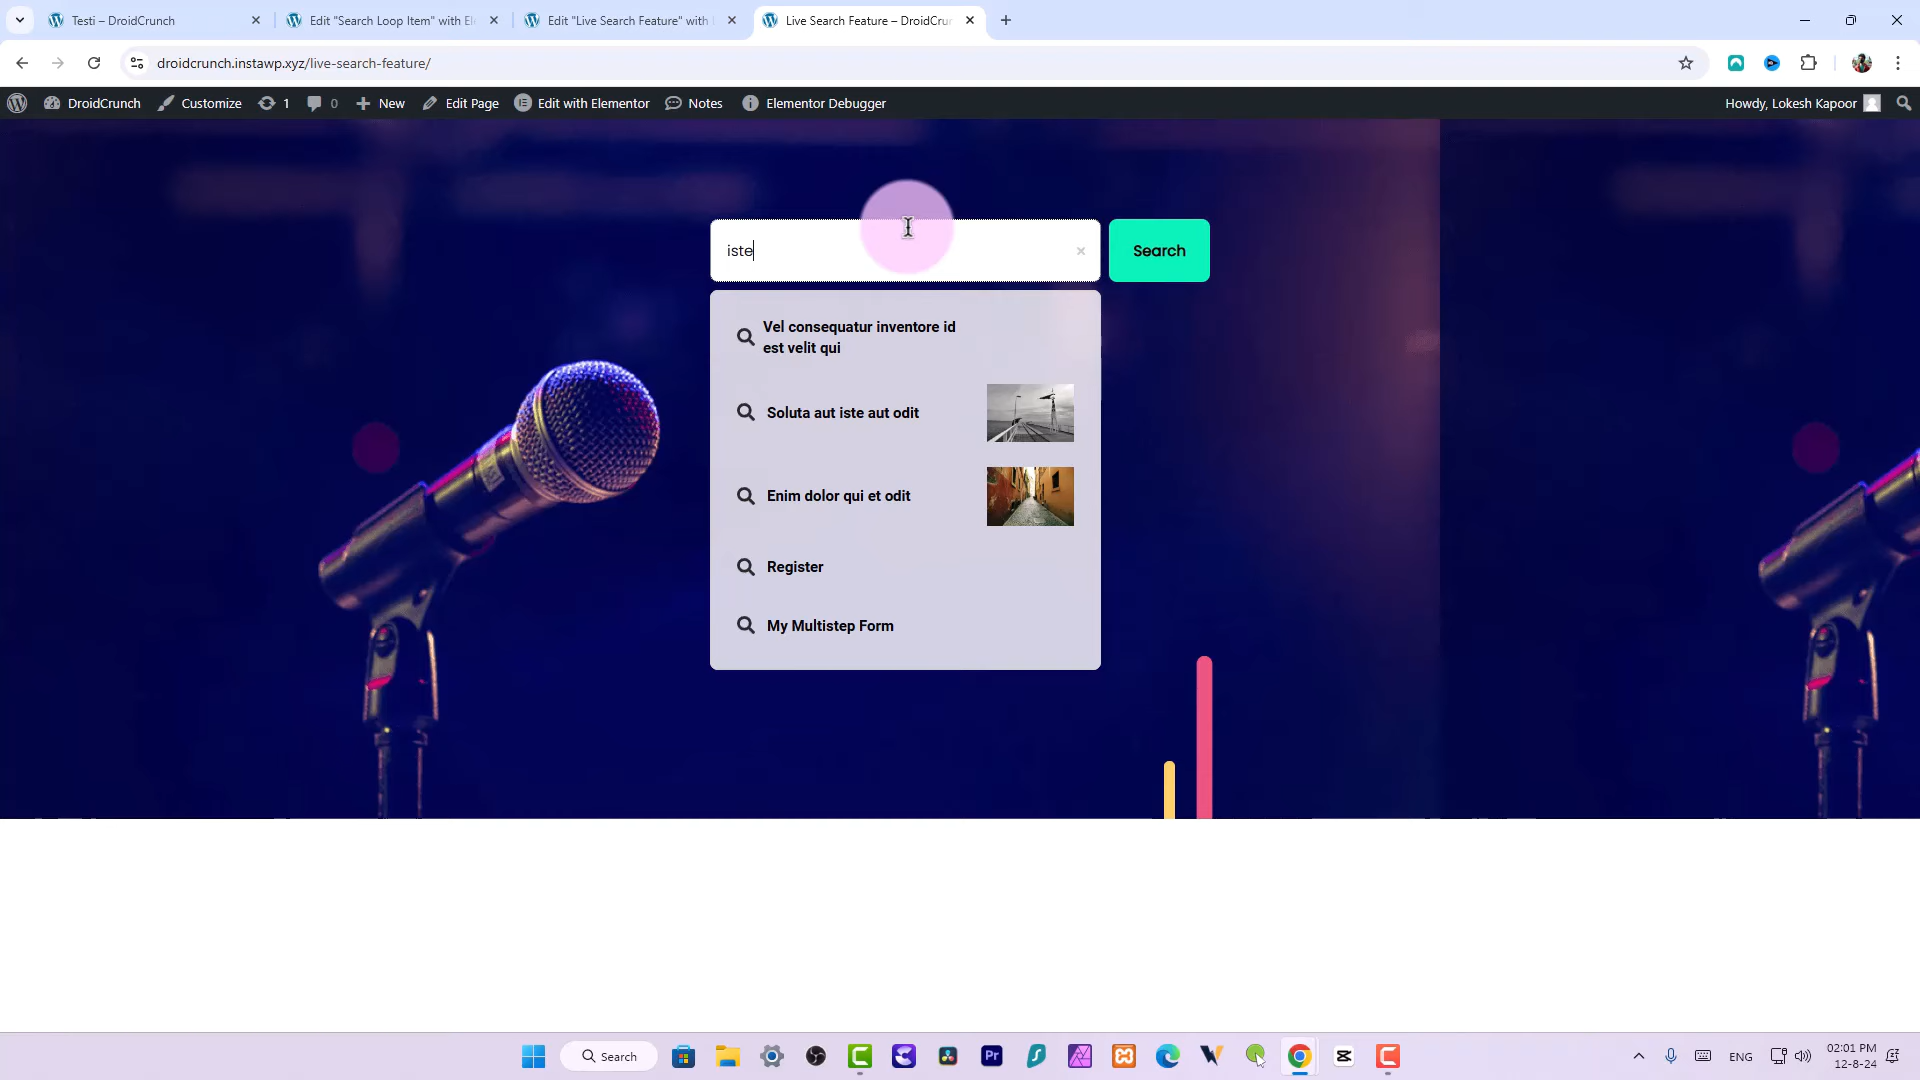 Testi – DroidCrunch
Edit "Search Loop Item" with El
Edit "Live Search Feature" with
Live Search Feature – DroidCrun
droidcrunch.instawp.xyz/live-search-feature/
DroidCrunch
Customize
1
0
New
Edit Page
Edit with Elementor
Notes
Elementor Debugger
Howdy, Lokesh Kapoor
iste
Search
Vel consequatur inventore id
est velit qui
Soluta aut iste aut odit
Enim dolor qui et odit
Register
My Multistep Form
Search
Pr
ENG
02:01 PM
12-8-24